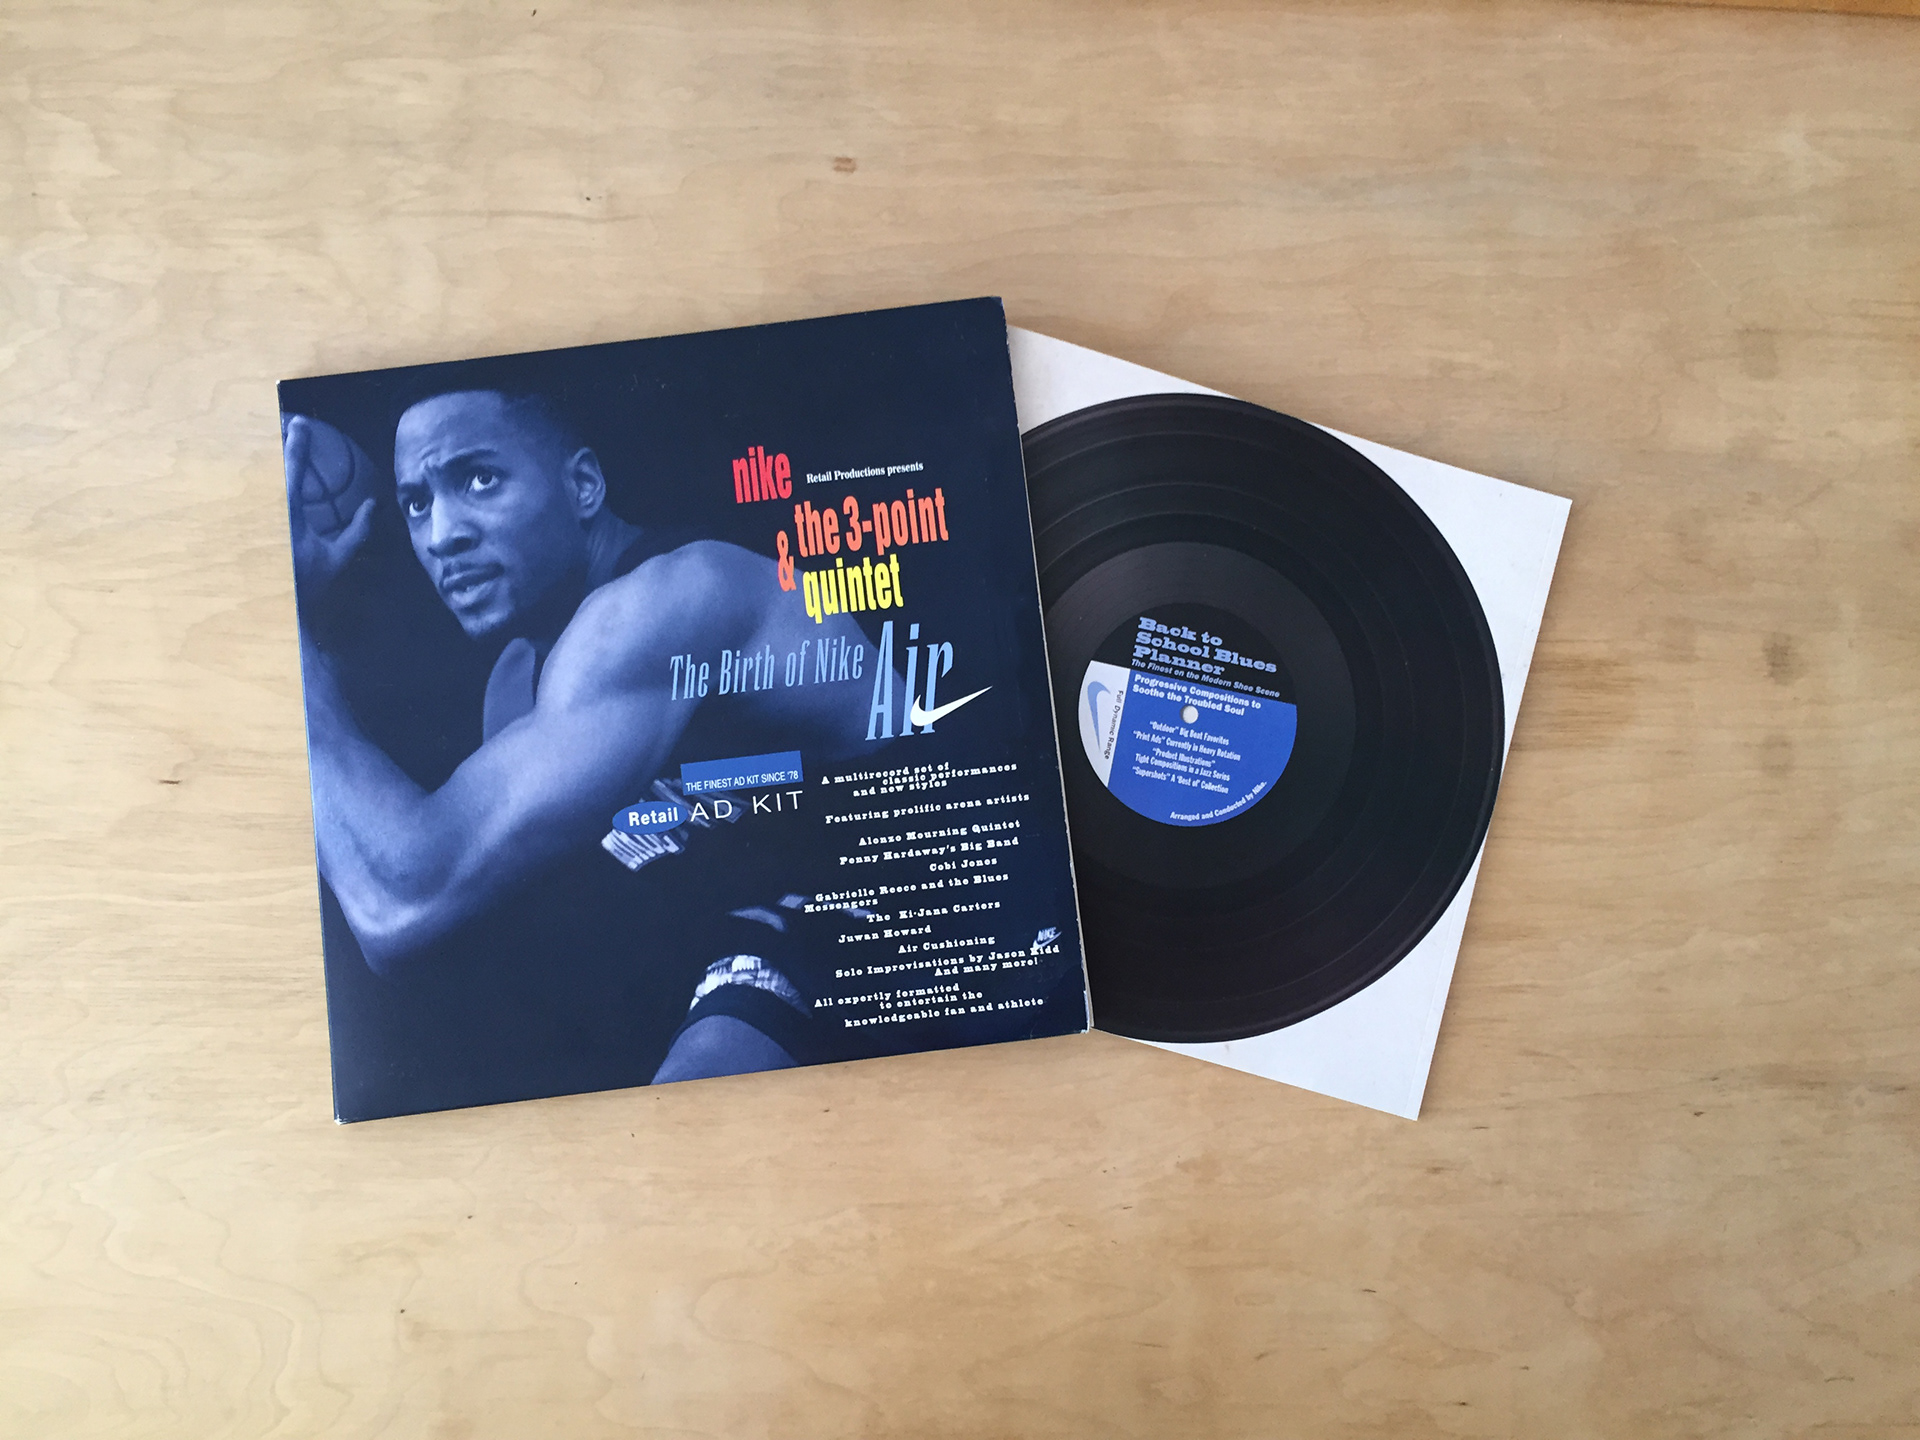 nike
Retail Productions presents
the 3-point
&
quintet
The Birth of Nike Air
THE FINEST AD KIT SINCE '78
Retail AD KIT
A multirecord set of
classic performances
and new styles
Featuring prolific arena artists
Alonzo Mourning Quintet
Penny Hardaway's Big Band
Cobi Jones
Gabrielle Reece and the Blues
Messengers
The Ki-Jana Carters
Juwan Howard
Air Cushioning
NIKE
Solo Improvisations by Jason Kidd
And many more!
All expertly formatted
to entertain the
knowledgeable fan and athlete
Back to
School Blues
Planner
The Finest on the Modern Shoe Scene
Progressive Compositions to
Soothe the Troubled Soul
Full Dynamic Range
"Outdoor" Big Beat Favorites
"Print Ads" Currently in Heavy Rotation
"Product Illustrations"
Tight Compositions in a Jazz Series
"Supershots" A "Best of" Collection
Arranged and Conducted by Nike.